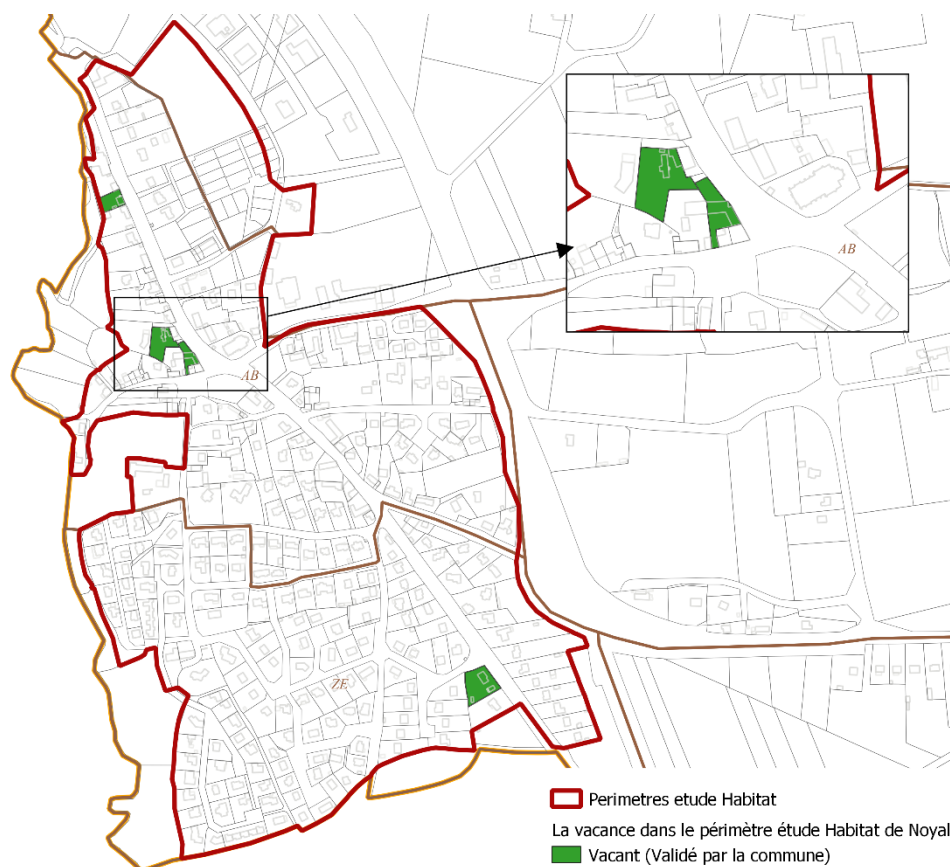 AB
AB
ZE
Perimetres etude Habitat
La vacance dans le périmètre étude Habitat de Noyal
Vacant (Validé par la commune)